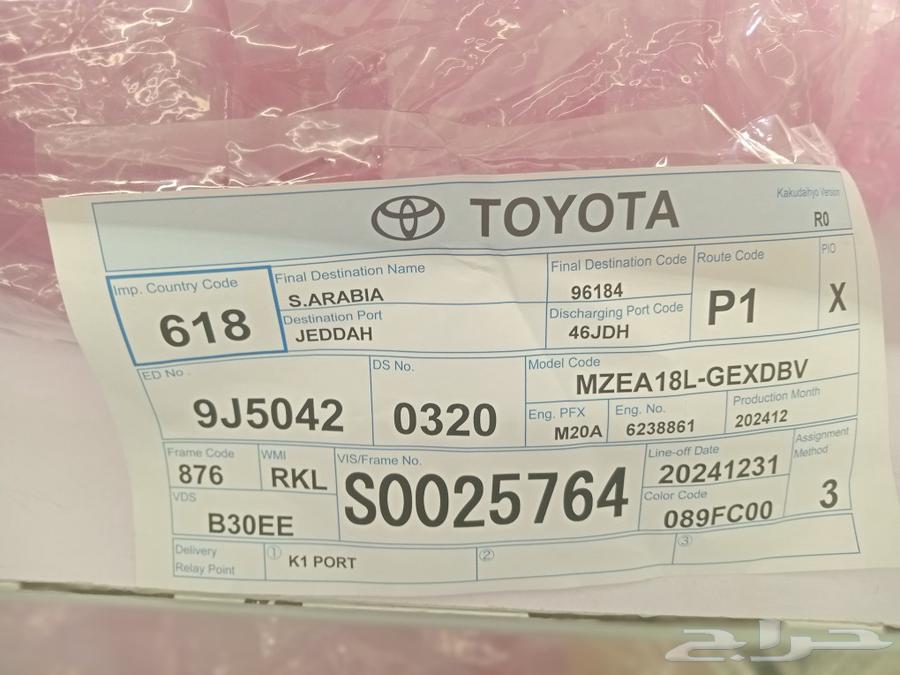 TOYOTA
Kakudaihyo Version
R0
Imp. Country Code
618
Final Destination Name
S.ARABIA
Destination Port
JEDDAH
Final Destination Code
96184
Discharging Port Code
46JDH
Route Code
P1
PIO
X
ED No.
9J5042
DS No.
0320
Model Code
MZEA18L-GEXDBV
Eng. PFX
M20A
Eng. No.
6238861
Production Month
202412
Frame Code
876
WMI
RKL
VDS
B30EE
VIS/Frame No.
S0025764
Line-off Date
20241231
Color Code
089FC00
Assignment
Method
3
Delivery
Relay Point
① K1 PORT
②
③
حراج